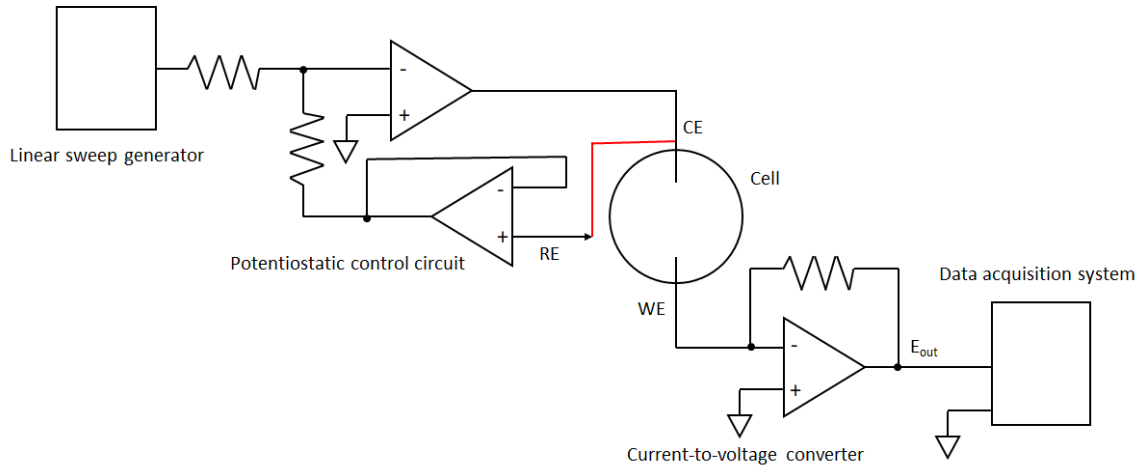 -
+
CE
Linear sweep generator
Cell
-
+
RE
Potentiostatic control circuit
Data acquisition system
WE
-
Eout
+
Current-to-voltage converter